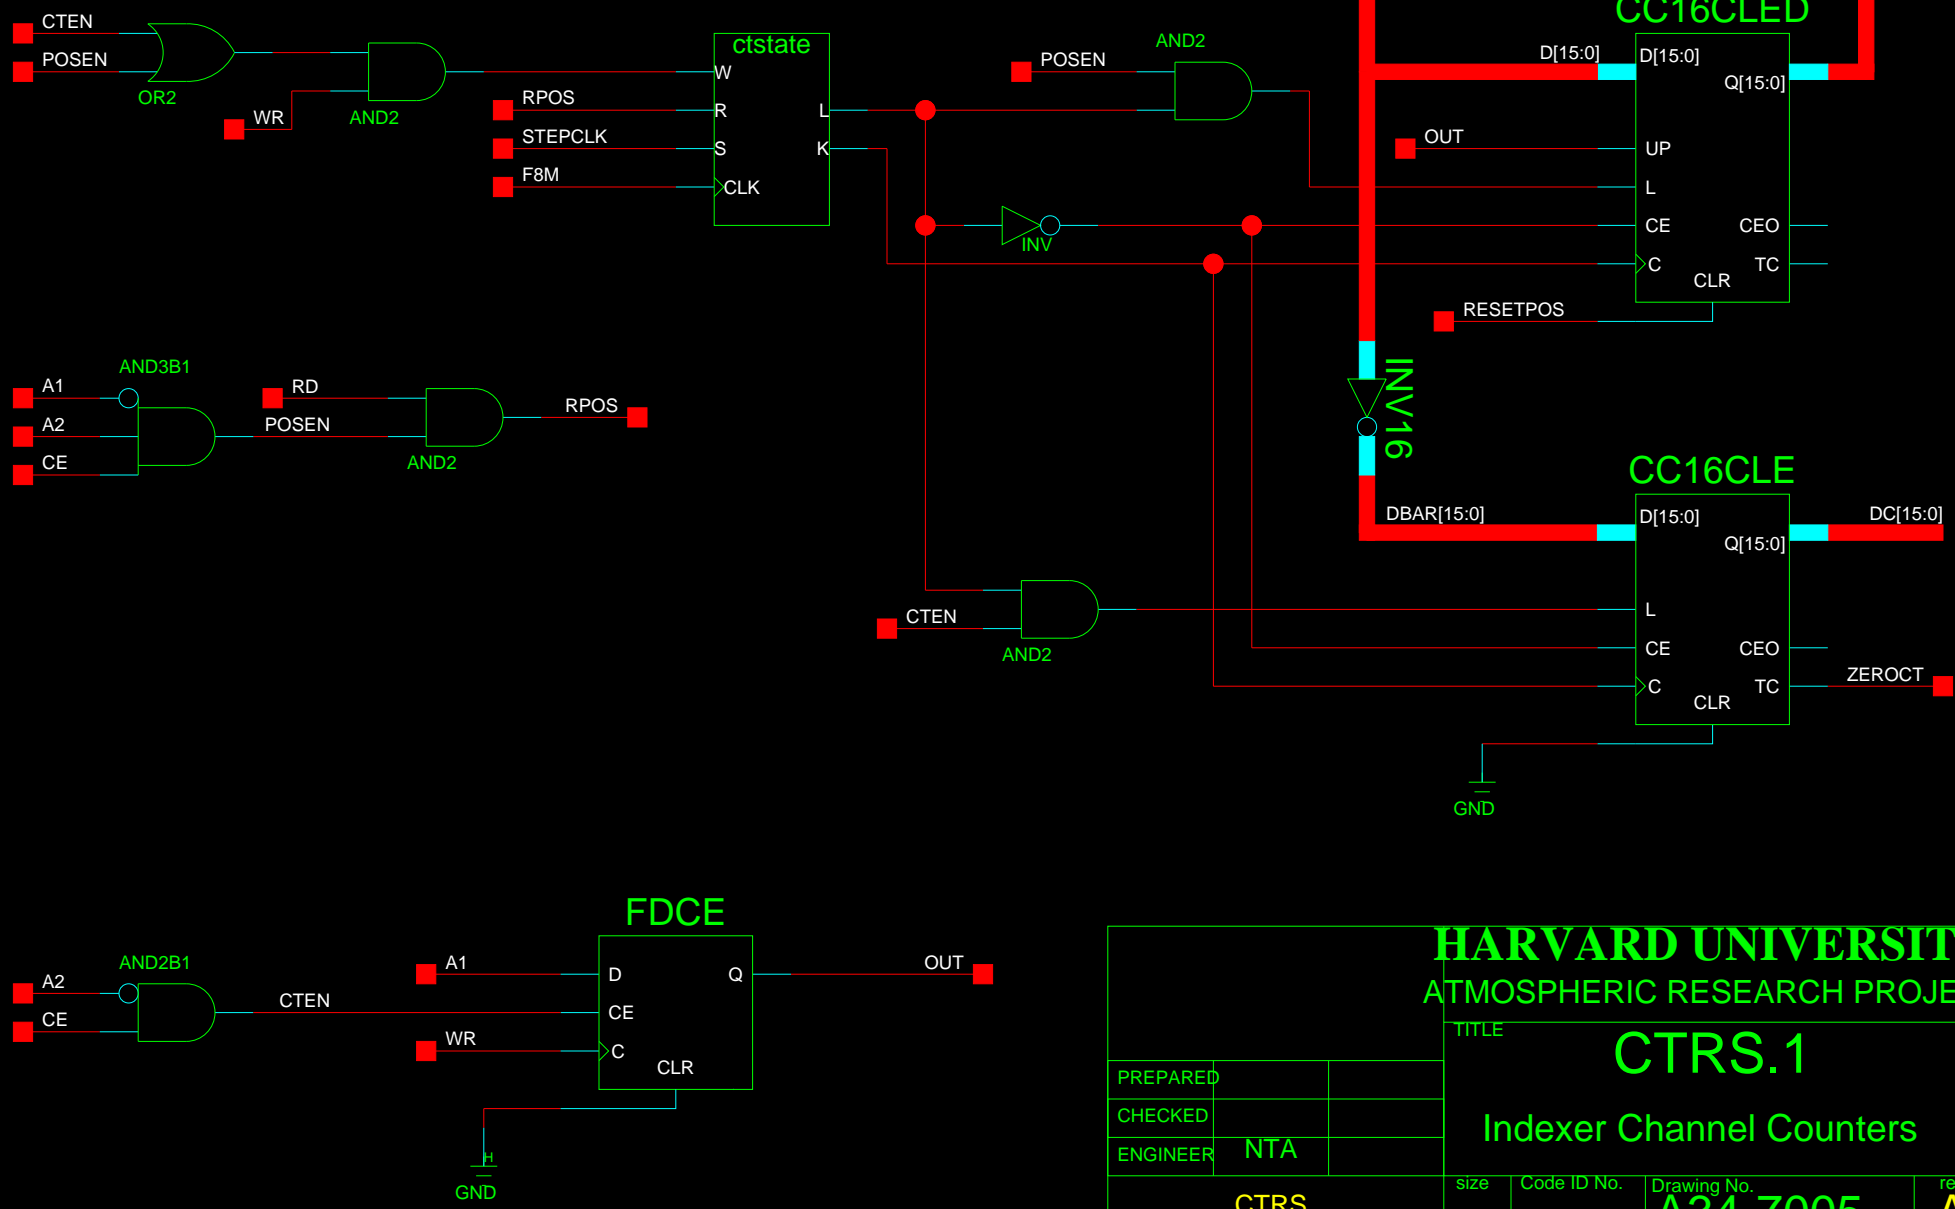 CTEN
POSEN
OR2
WR
AND2
ctstate
W
R
S
CLK
L
K
RPOS
STEPCLK
F8M
POSEN
AND2
INV
CC16CLED
D[15:0]
D[15:0]
Q[15:0]
OUT
UP
L
CE
CEO
C
TC
CLR
RESETPOS
AND3B1
A1
A2
CE
RD
POSEN
AND2
RPOS
INV16
CC16CLE
DBAR[15:0]
D[15:0]
Q[15:0]
DC[15:0]
L
CE
CEO
C
TC
CLR
ZEROCT
GND
CTEN
AND2
FDCE
AND2B1
A2
CE
CTEN
A1
WR
D
Q
CE
C
CLR
OUT
H
GND
HARVARD UNIVERSIT
ATMOSPHERIC RESEARCH PROJE
TITLE
CTRS.1
Indexer Channel Counters
PREPARED
CHECKED
ENGINEER NTA
size
Code ID No.
Drawing No.
re
CTRS